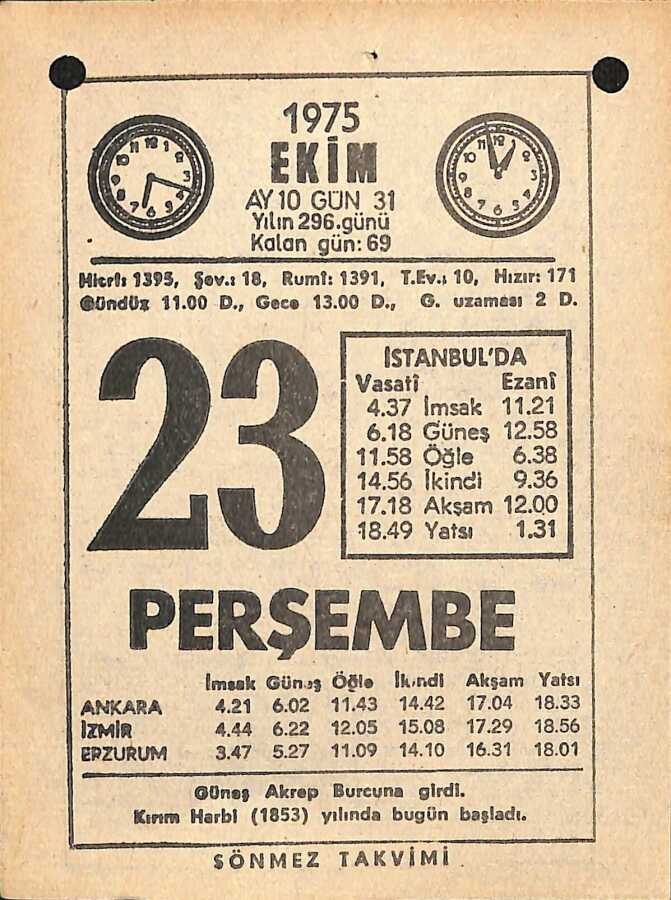 1975
EKİM
AY 10 GÜN 31
Yılın 296.günü
Kalan gün: 69
Hicrî: 1395, Şev.: 18, Rumî: 1391, T.Ev.: 10, Hızır: 171
Gündüz 11.00 D., Gece 13.00 D., G. uzaması 2 D.
23
İSTANBUL'DA
Vasatî Ezanî
4.37 İmsak 11.21
6.18 Güneş 12.58
11.58 Öğle 6.38
14.56 İkindi 9.36
17.18 Akşam 12.00
18.49 Yatsı 1.31
PERŞEMBE
İmsak Güneş Öğle İkindi Akşam Yatsı
ANKARA 4.21 6.02 11.43 14.42 17.04 18.33
İZMİR 4.44 6.22 12.05 15.08 17.29 18.56
ERZURUM 3.47 5.27 11.09 14.10 16.31 18.01
Güneş Akrep Burcuna girdi.
Kırım Harbi (1853) yılında bugün başladı.
SÖNMEZ TAKVİMİ